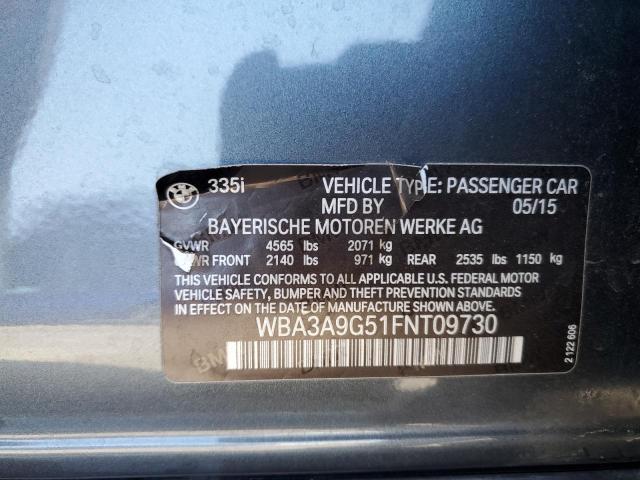 335i VEHICLE TYPE: PASSENGER CAR
MFD BY 05/15
BAYERISCHE MOTOREN WERKE AG
GVWR 4565 lbs 2071 kg
FRONT 2140 lbs 971 kg REAR 2535 lbs 1150 kg
THIS VEHICLE CONFORMS TO ALL APPLICABLE U.S. FEDERAL MOTOR
VEHICLE SAFETY, BUMPER AND THEFT PREVENTION STANDARDS
IN EFFECT ON THE DATE OF MANUFACTURE SHOWN ABOVE.
WBA3A9G51FNT09730
2 122 606